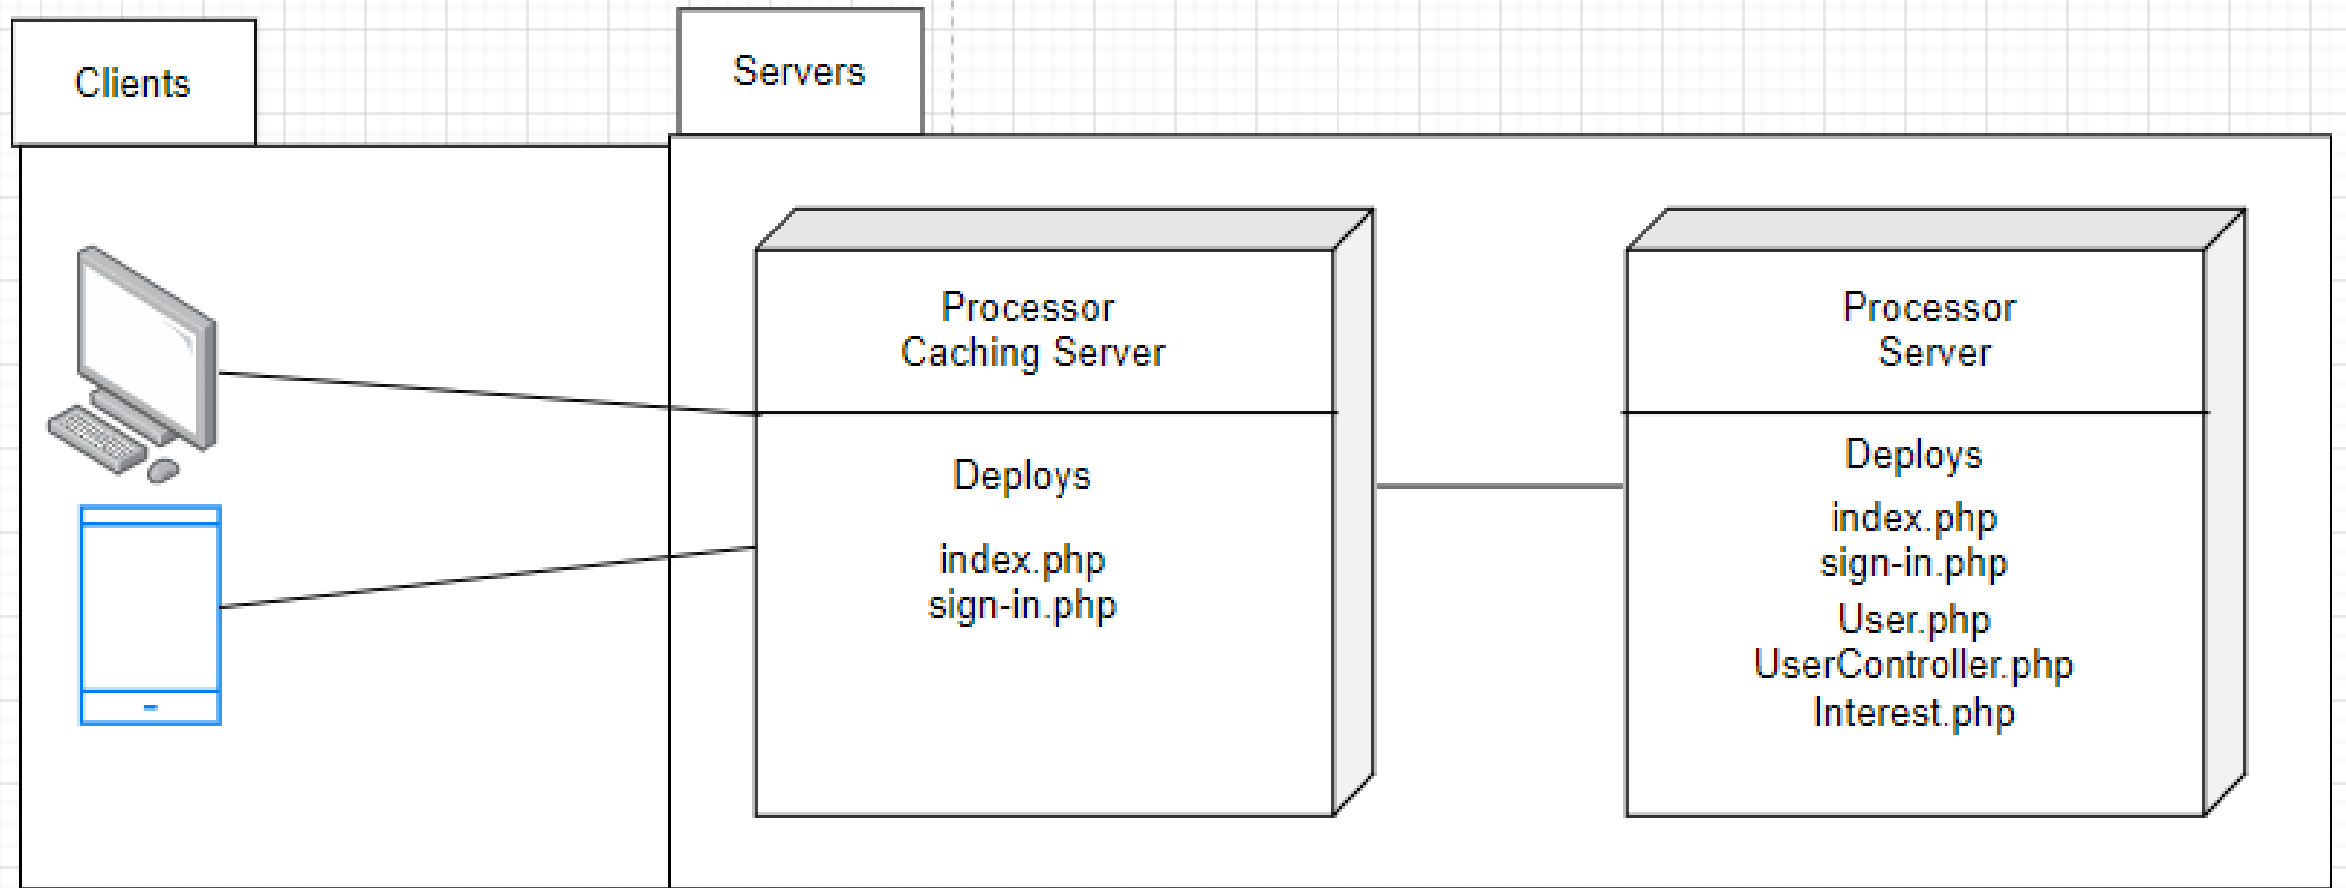 Clients
Servers
Processor
Caching Server
Deploys
index.php
sign-in.php
Processor
Server
Deploys
index.php
sign-in.php
User.php
UserController.php
Interest.php